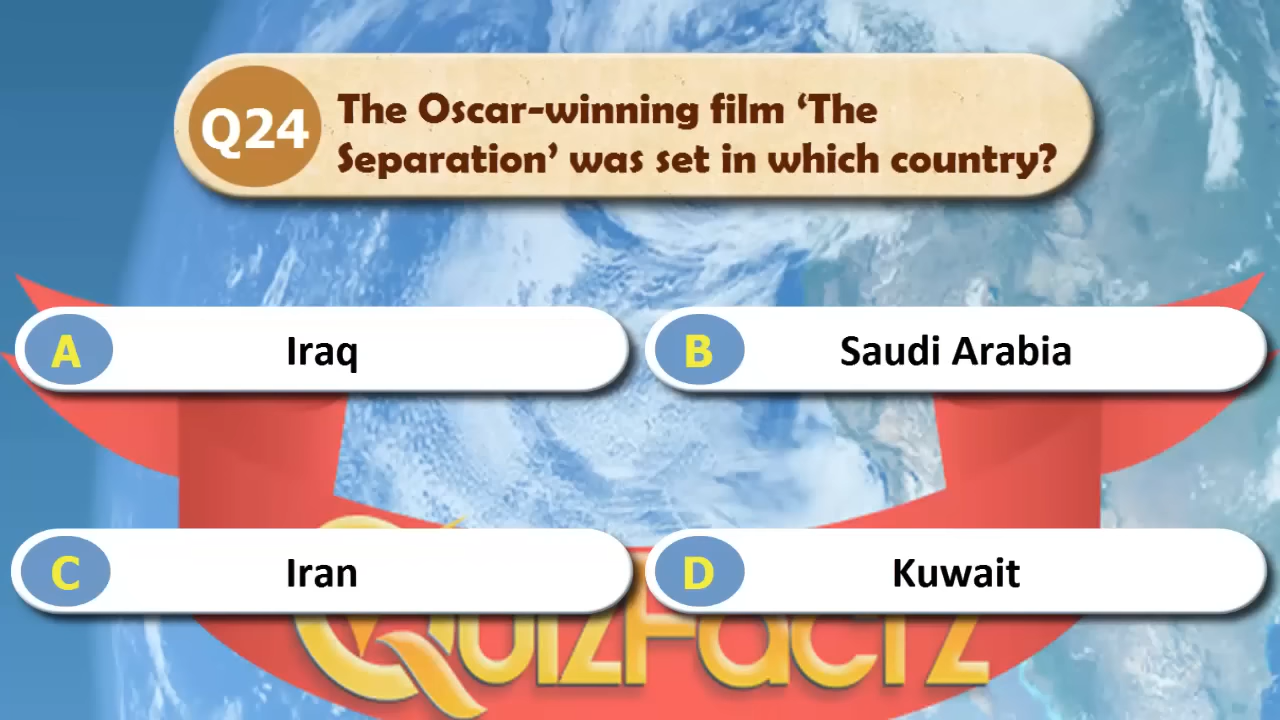 Q24
The Oscar-winning film ‘The
Separation’ was set in which country?
A Iraq
B Saudi Arabia
C Iran
D Kuwait
QuizFactz